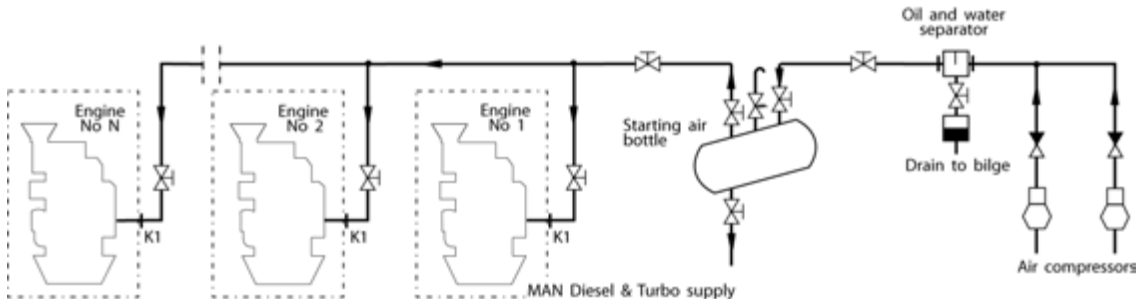 Oil and water
separator
Engine
No N
Engine
No 2
Engine
No 1
Starting air
bottle
Drain to bilge
K1
K1
K1
Air compressors
MAN Diesel & Turbo supply